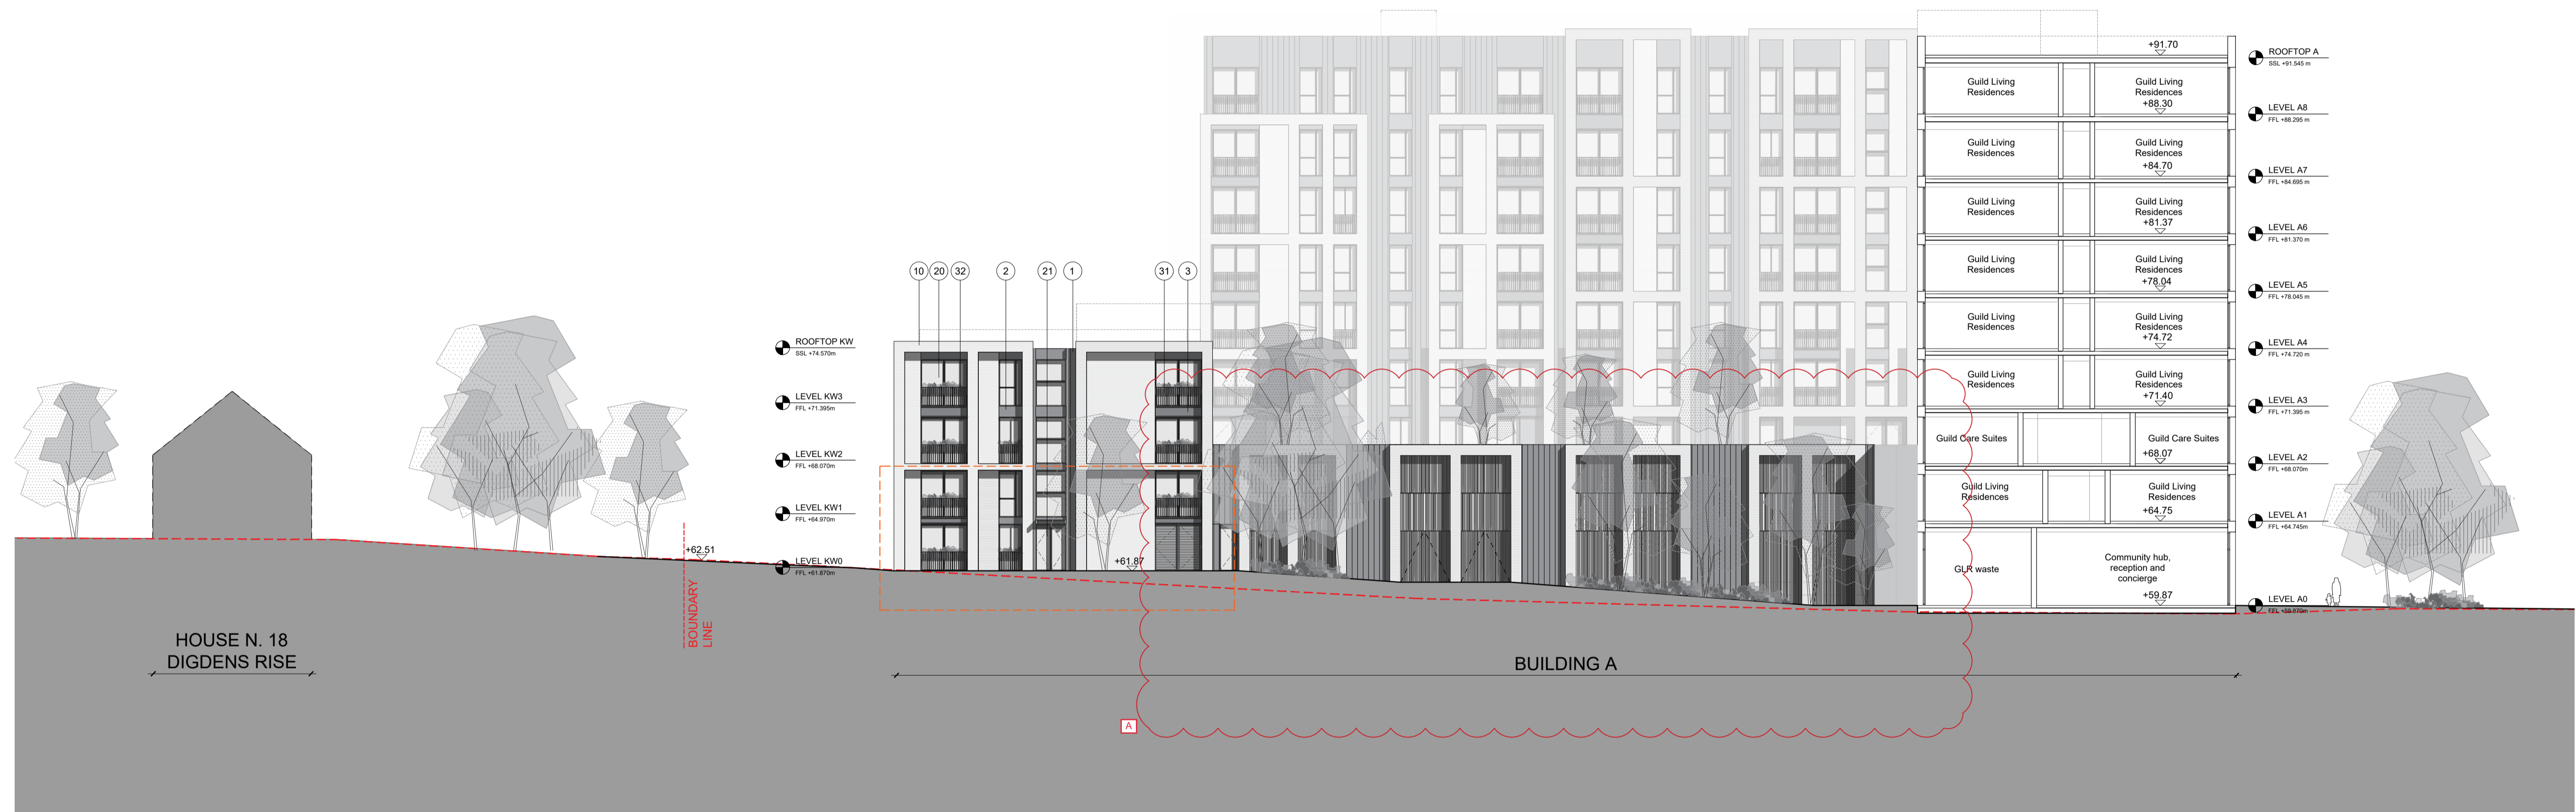 +91.70
ROOFTOP A
SSL +91.545 m
Guild Living
Residences
Guild Living
Residences
+88.30
LEVEL A8
FFL +88.295 m
Guild Living
Residences
Guild Living
Residences
+84.70
LEVEL A7
FFL +84.695 m
Guild Living
Residences
Guild Living
Residences
+81.37
LEVEL A6
FFL +81.370 m
Guild Living
Residences
Guild Living
Residences
+78.04
LEVEL A5
FFL +78.045 m
Guild Living
Residences
Guild Living
Residences
+74.72
LEVEL A4
FFL +74.720 m
Guild Living
Residences
Guild Living
Residences
+71.40
LEVEL A3
FFL +71.395 m
Guild Care Suites
Guild Care Suites
+68.07
LEVEL A2
FFL +68.070m
Guild Living
Residences
Guild Living
Residences
+64.75
LEVEL A1
FFL +64.745m
GLR waste
Community hub,
reception and
concierge
+59.87
LEVEL A0
FFL +59.870m
10 20 32 2 21 1 31 3
ROOFTOP KW
SSL +74.570m
LEVEL KW3
FFL +71.395m
LEVEL KW2
FFL +68.070m
LEVEL KW1
FFL +64.970m
LEVEL KW0
FFL +61.870m
+62.51
+61.87
BOUNDARY
LINE
HOUSE N. 18
DIGDENS RISE
BUILDING A
A